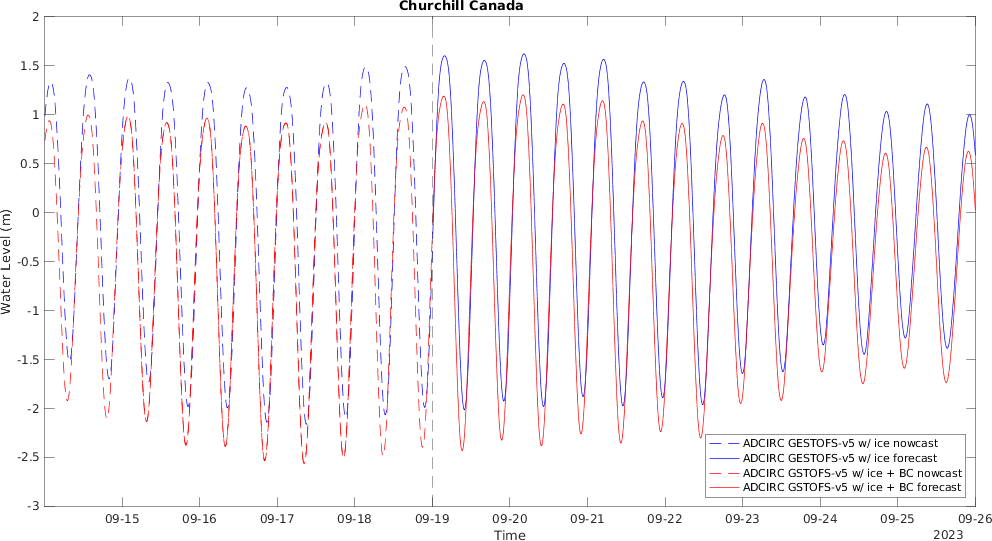 Churchill Canada
2
1.5
1
0.5
0
-0.5
-1
-1.5
-2
-2.5
-3
Water Level (m)
ADCIRC GESTOFS-v5 w/ ice nowcast
ADCIRC GESTOFS-v5 w/ ice forecast
ADCIRC GSTOFS-v5 w/ ice + BC nowcast
ADCIRC GSTOFS-v5 w/ ice + BC forecast
09-15 09-16 09-17 09-18 09-19 09-20 09-21 09-22 09-23 09-24 09-25 09-26
Time
2023